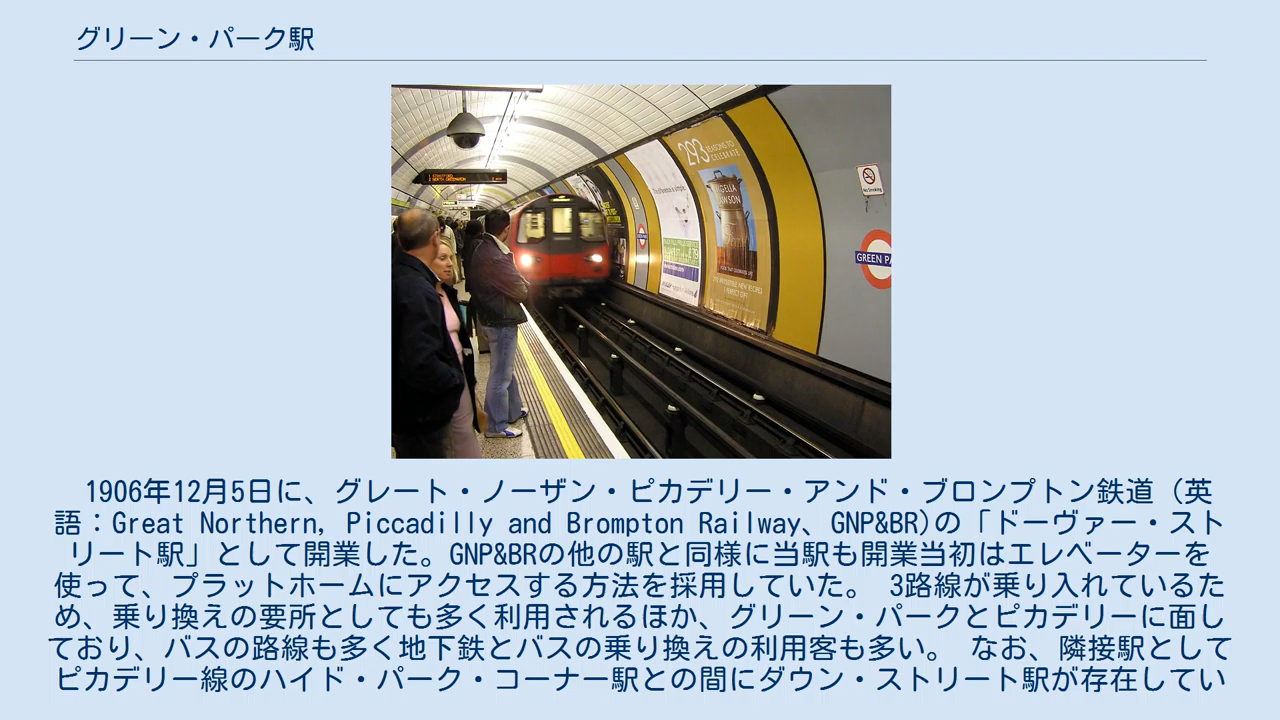 グリーン・パーク駅
293 REASONS TO
CELEBRATE
NIGELLA
LAWSON
No Smoking
GREEN PA
1906年12月5日に、グレート・ノーザン・ピカデリー・アンド・ブロンプトン鉄道（英
語：Great Northern, Piccadilly and Brompton Railway、GNP&BR)の「ドーヴァー・スト
リート駅」として開業した。GNP&BRの他の駅と同様に当駅も開業当初はエレベーターを
使って、プラットホームにアクセスする方法を採用していた。 3路線が乗り入れているた
め、乗り換えの要所としても多く利用されるほか、グリーン・パークとピカデリーに面し
ており、バスの路線も多く地下鉄とバスの乗り換えの利用客も多い。 なお、隣接駅として
ピカデリー線のハイド・パーク・コーナー駅との間にダウン・ストリート駅が存在してい